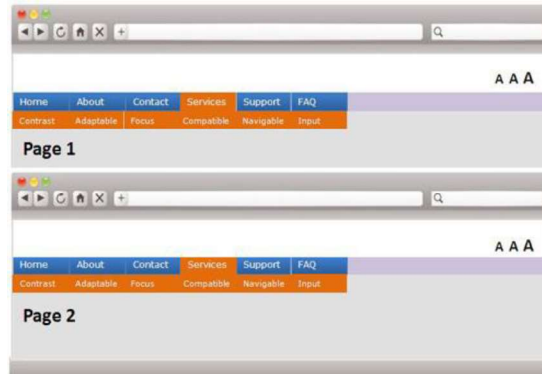 A A A
Home About Contact Services Support FAQ
Contrast Adaptable Focus Compatible Navigable Input
Page 1
A A A
Home About Contact Services Support FAQ
Contrast Adaptable Focus Compatible Navigable Input
Page 2